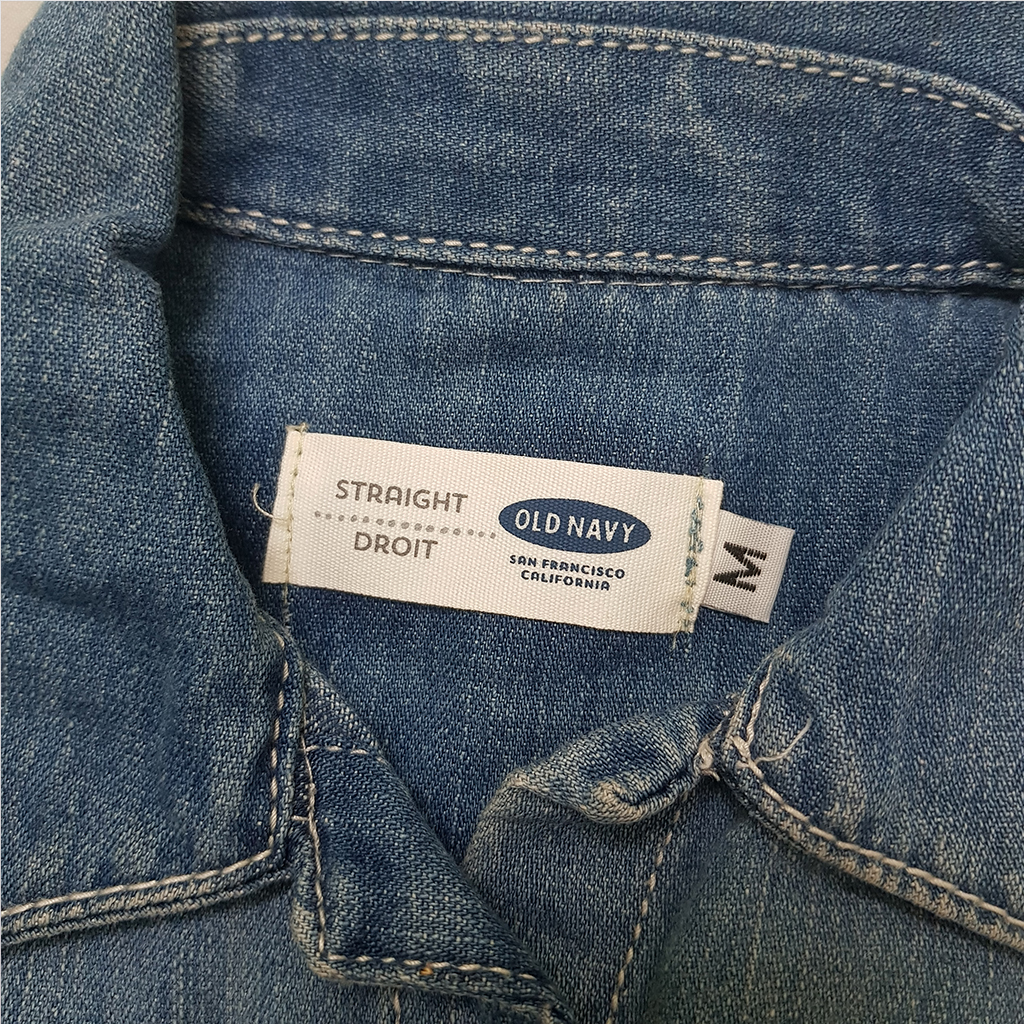 STRAIGHT
DROIT
OLD NAVY
SAN FRANCISCO
CALIFORNIA
M